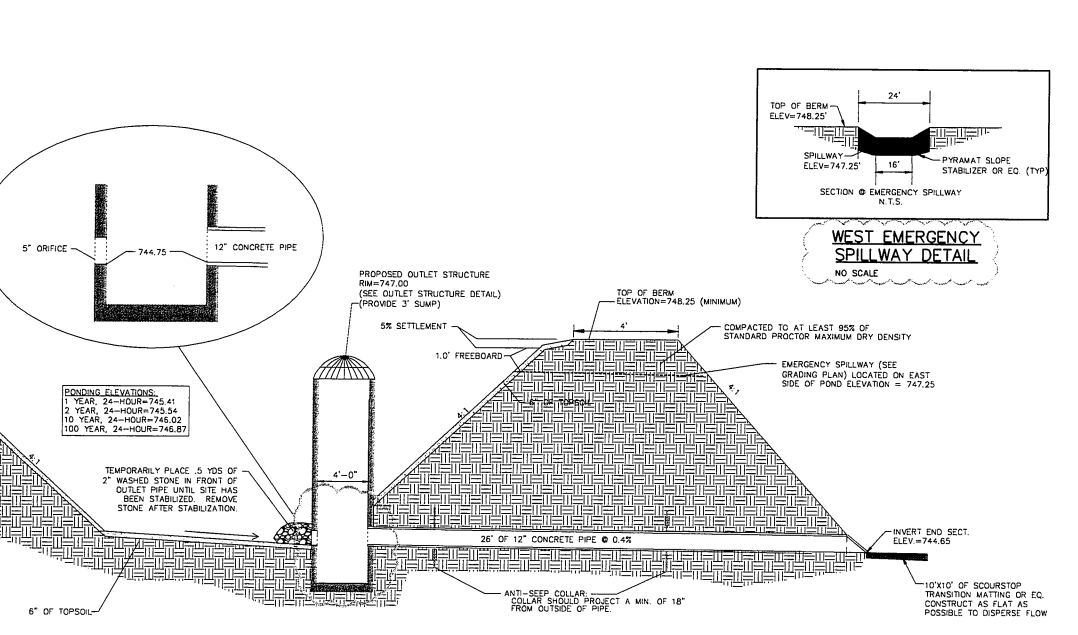 24'
TOP OF BERM
ELEV=748.25'
SPILLWAY
ELEV=747.25'
16'
PYRAMAT SLOPE
STABILIZER OR EQ. (TYP)
SECTION @ EMERGENCY SPILLWAY
N.T.S.
WEST EMERGENCY
SPILLWAY DETAIL
NO SCALE
5" ORIFICE
744.75
12" CONCRETE PIPE
PROPOSED OUTLET STRUCTURE
RIM=747.00
(SEE OUTLET STRUCTURE DETAIL)
(PROVIDE 3' SUMP)
TOP OF BERM
ELEVATION=748.25 (MINIMUM)
5% SETTLEMENT
4'
COMPACTED TO AT LEAST 95% OF
STANDARD PROCTOR MAXIMUM DRY DENSITY
1.0' FREEBOARD
EMERGENCY SPILLWAY (SEE
GRADING PLAN) LOCATED ON EAST
SIDE OF POND ELEVATION = 747.25
PONDING ELEVATIONS:
1 YEAR, 24-HOUR=745.41
2 YEAR, 24-HOUR=745.54
10 YEAR, 24-HOUR=746.02
100 YEAR, 24-HOUR=746.87
6" OF TOPSOIL
4:1
4:1
4:1
TEMPORARILY PLACE .5 YDS OF
2" WASHED STONE IN FRONT OF
OUTLET PIPE UNTIL SITE HAS
BEEN STABILIZED. REMOVE
STONE AFTER STABILIZATION.
4'-0"
26' OF 12" CONCRETE PIPE @ 0.4%
INVERT END SECT.
ELEV.=744.65
ANTI-SEEP COLLAR:
COLLAR SHOULD PROJECT A MIN. OF 18"
FROM OUTSIDE OF PIPE.
10'X10' OF SCOURSTOP
TRANSITION MATTING OR EQ.
CONSTRUCT AS FLAT AS
POSSIBLE TO DISPERSE FLOW
6" OF TOPSOIL